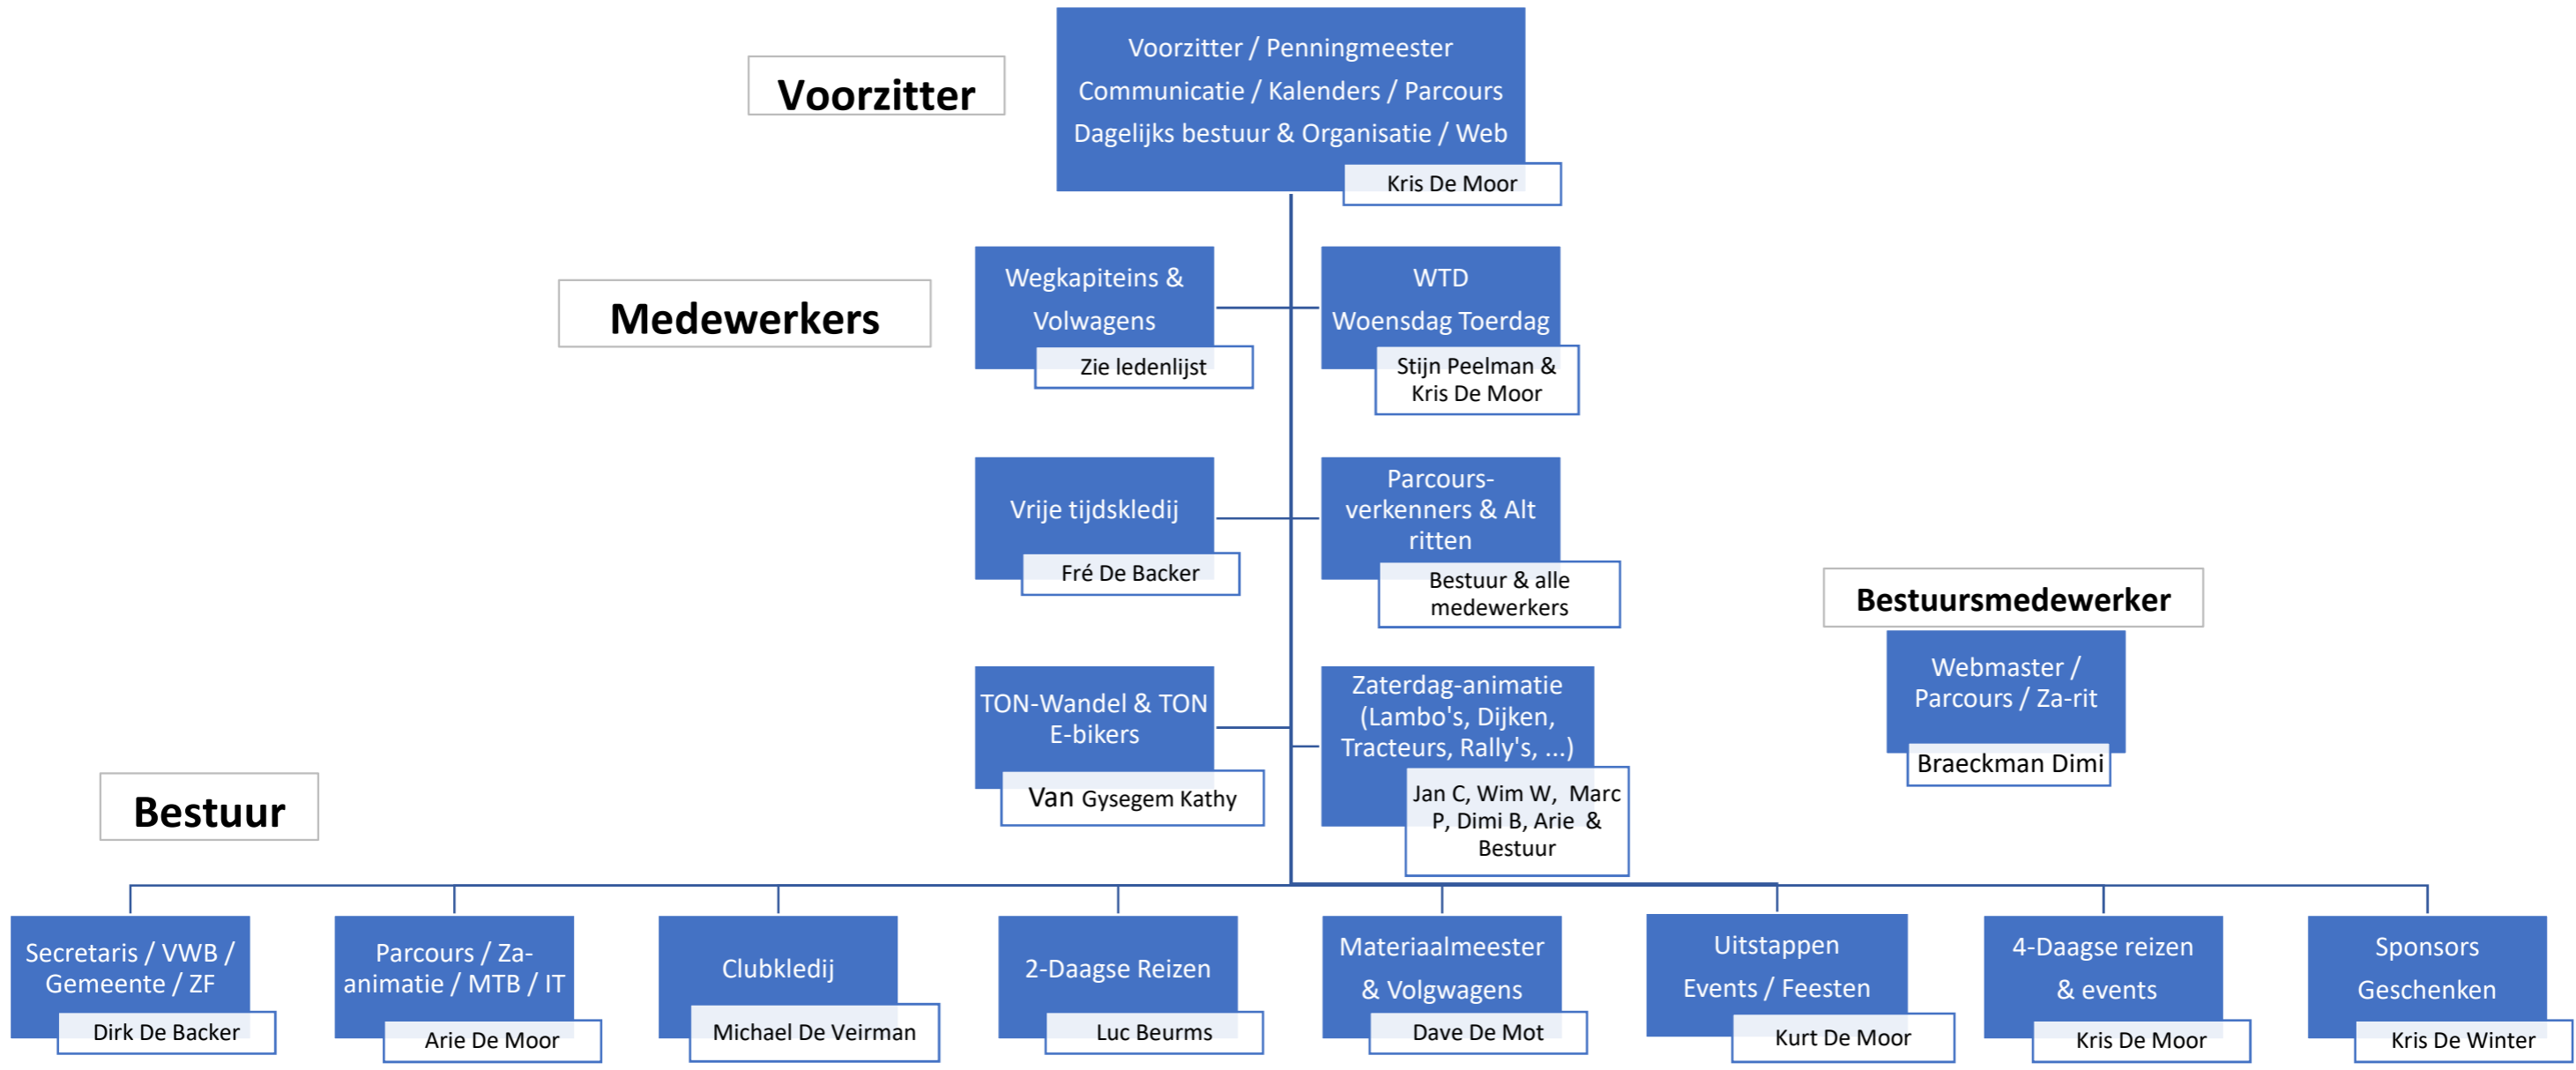 Voorzitter
Voorzitter / Penningmeester
Communicatie / Kalenders / Parcours
Dagelijks bestuur & Organisatie / Web
Kris De Moor
Medewerkers
Wegkapiteins &
Volwagens
Zie ledenlijst
WTD
Woensdag Toerdag
Stijn Peelman &
Kris De Moor
Vrije tijdskledij
Fré De Backer
Parcours-
verkenners & Alt
ritten
Bestuur & alle
medewerkers
Bestuursmedewerker
Webmaster /
Parcours / Za-rit
Braeckman Dimi
TON-Wandel & TON
E-bikers
Van Gysegem Kathy
Zaterdag-animatie
(Lambo's, Dijken,
Tracteurs, Rally's, ...)
Jan C, Wim W,  Marc
P, Dimi B, Arie  &
Bestuur
Bestuur
Secretaris / VWB /
Gemeente / ZF
Dirk De Backer
Parcours / Za-
animatie / MTB / IT
Arie De Moor
Clubkledij
Michael De Veirman
2-Daagse Reizen
Luc Beurms
Materiaalmeester
& Volgwagens
Dave De Mot
Uitstappen
Events / Feesten
Kurt De Moor
4-Daagse reizen
& events
Kris De Moor
Sponsors
Geschenken
Kris De Winter